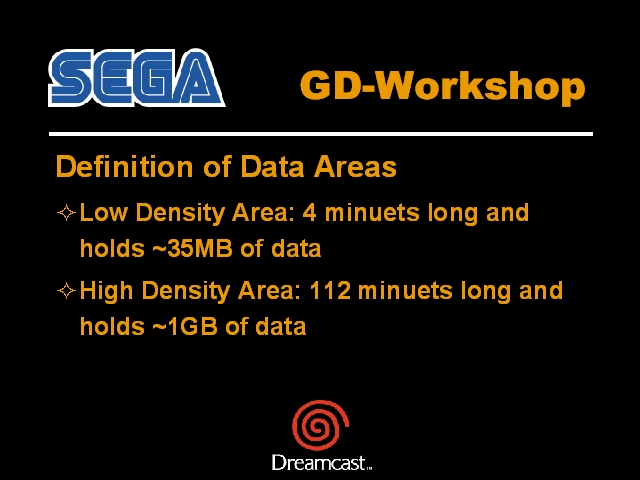 SEGA
GD-Workshop
Definition of Data Areas
Low Density Area: 4 minuets long and
holds ~35MB of data
High Density Area: 112 minuets long and
holds ~1GB of data
Dreamcast™